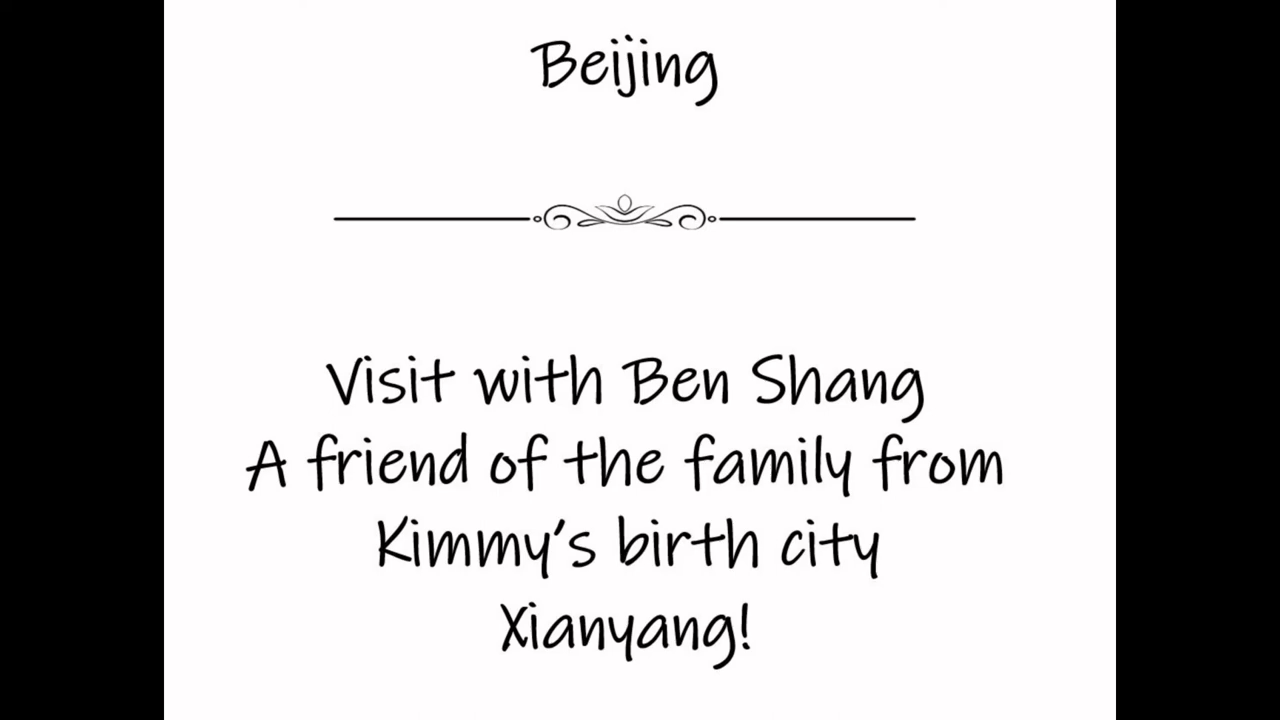 Beijing
Visit with Ben Shang
A friend of the family from
Kimmy's birth city
Xianyang!